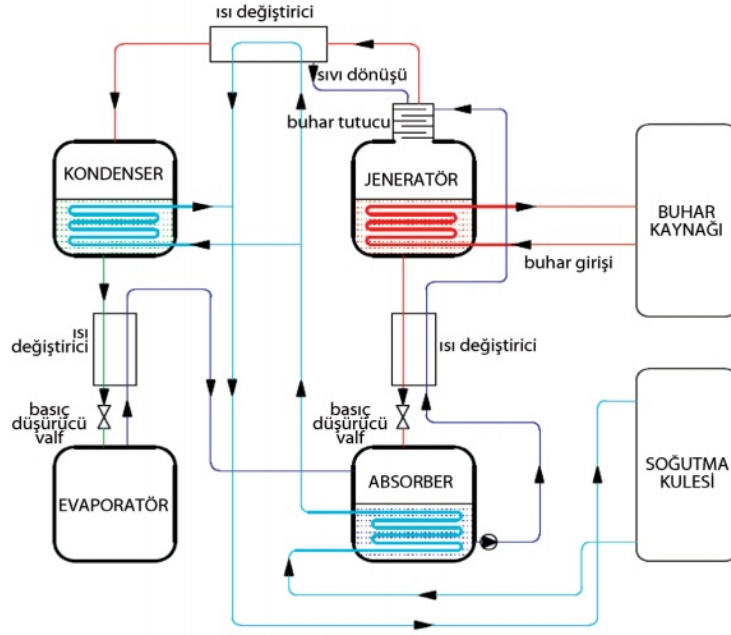 ısı değiştirici
sıvı dönüşü
buhar tutucu
KONDENSER
JENERATÖR
BUHAR
KAYNAĞI
buhar girişi
ısı
değiştirici
ısı değiştirici
basıç
düşürücü
valf
basıç
düşürücü
valf
EVAPORATÖR
ABSORBER
SOĞUTMA
KULESİ